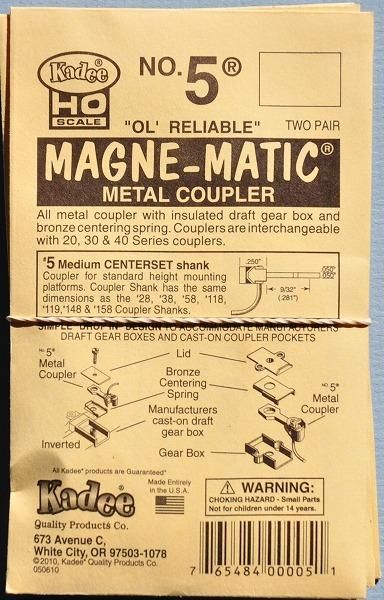 Kadee®
HO
SCALE
NO. 5®
"OL' RELIABLE"
TWO PAIR
MAGNE-MATIC®
METAL COUPLER
All metal coupler with insulated draft gear box and
bronze centering spring. Couplers are interchangeable
with 20, 30 & 40 Series couplers.
#5 Medium CENTERSET shank
Coupler for standard height mounting
platforms. Coupler Shank has the same
dimensions as the '28, '38, '58, '118,
'119,'148 & '158 Coupler Shanks.
.250"
.050"
.050"
9/32"
(.281")
SIMPLE "DROP IN" DESIGN TO ACCOMMODATE MANUFACTURERS
DRAFT GEAR BOXES AND CAST-ON COUPLER POCKETS
No. 5®
Metal
Coupler
Lid
Bronze
Centering
Spring
No. 5®
Metal
Coupler
Manufacturers
cast-on draft
gear box
Inverted
Gear Box
All Kadee® products are Guaranteed®
Kadee®
Quality Products Co.
673 Avenue C,
White City, OR 97503-1078
©2010, Kadee® Quality Products Co.
050610
Made Entirely
in the U.S.A.
WARNING:
CHOKING HAZARD - Small Parts
Not for children under 14 years.
7 65484 00005 1